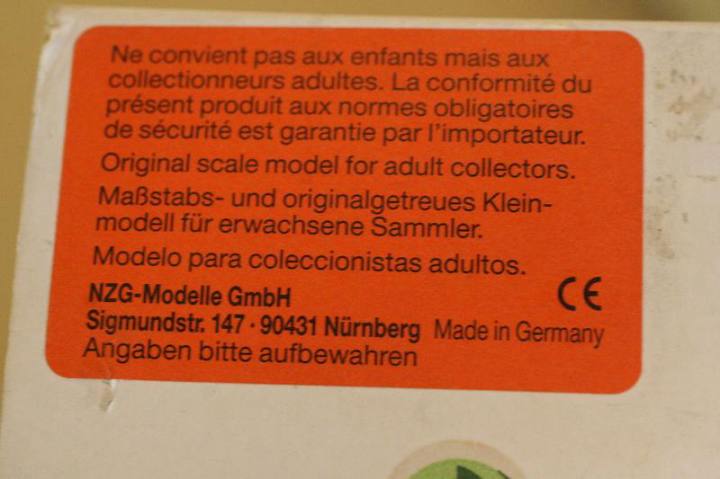 Ne convient pas aux enfants mais aux
collectionneurs adultes. La conformité du
présent produit aux normes obligatoires
de sécurité est garantie par l'importateur.
Original scale model for adult collectors.
Maßstabs- und originalgetreues Klein-
modell für erwachsene Sammler.
Modelo para coleccionistas adultos.
NZG-Modelle GmbH CE
Sigmundstr. 147 · 90431 Nürnberg Made in Germany
Angaben bitte aufbewahren